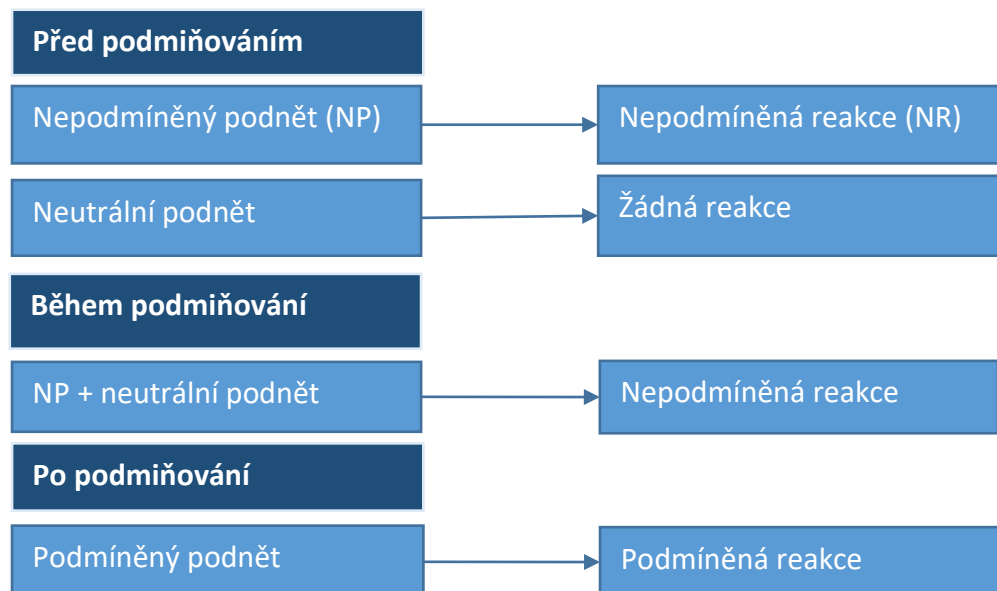 Před podmiňováním
Nepodmíněný podnět (NP)
Nepodmíněná reakce (NR)
Neutrální podnět
Žádná reakce
Během podmiňování
NP + neutrální podnět
Nepodmíněná reakce
Po podmiňování
Podmíněný podnět
Podmíněná reakce